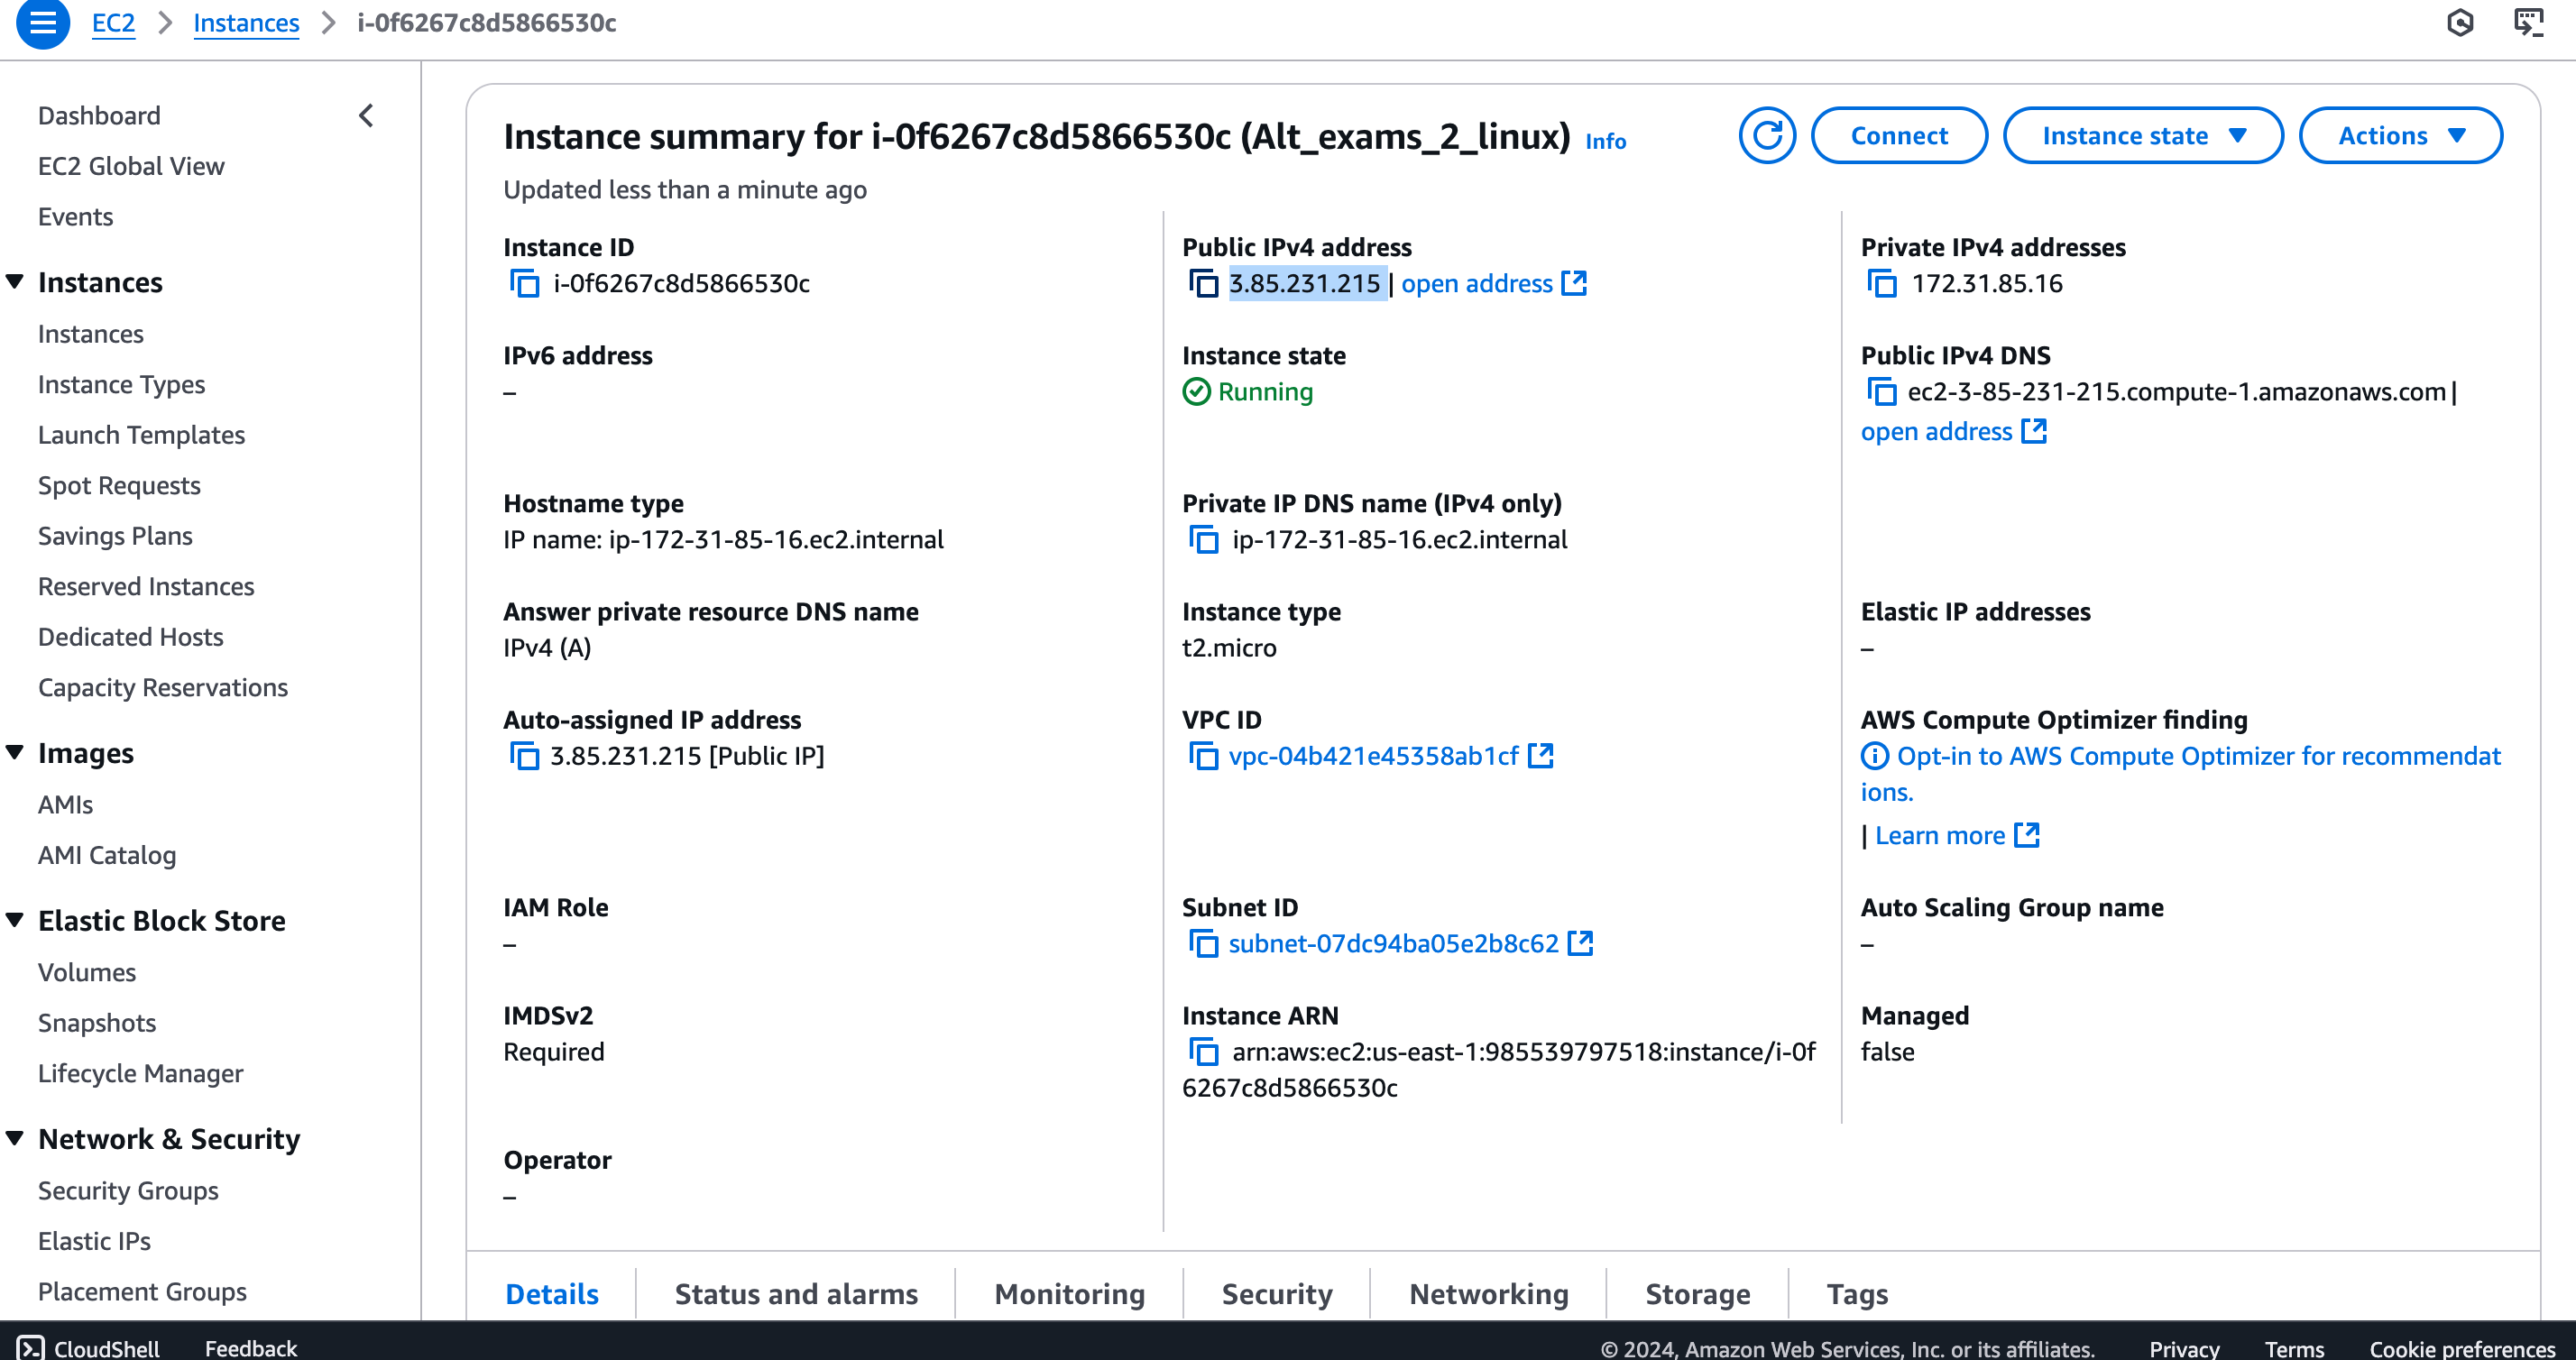 EC2 > Instances > i-0f6267c8d5866530c
Dashboard
EC2 Global View
Events
Instances
Instances
Instance Types
Launch Templates
Spot Requests
Savings Plans
Reserved Instances
Dedicated Hosts
Capacity Reservations
Images
AMIs
AMI Catalog
Elastic Block Store
Volumes
Snapshots
Lifecycle Manager
Network & Security
Security Groups
Elastic IPs
Placement Groups
Instance summary for i-0f6267c8d5866530c (Alt_exams_2_linux) Info
Connect
Instance state
Actions
Updated less than a minute ago
Instance ID
i-0f6267c8d5866530c
Public IPv4 address
3.85.231.215 | open address
Private IPv4 addresses
172.31.85.16
IPv6 address
–
Instance state
Running
Public IPv4 DNS
ec2-3-85-231-215.compute-1.amazonaws.com |
open address
Hostname type
IP name: ip-172-31-85-16.ec2.internal
Private IP DNS name (IPv4 only)
ip-172-31-85-16.ec2.internal
Answer private resource DNS name
IPv4 (A)
Instance type
t2.micro
Elastic IP addresses
–
Auto-assigned IP address
3.85.231.215 [Public IP]
VPC ID
vpc-04b421e45358ab1cf
AWS Compute Optimizer finding
Opt-in to AWS Compute Optimizer for recommendat
ions.
| Learn more
IAM Role
–
Subnet ID
subnet-07dc94ba05e2b8c62
Auto Scaling Group name
–
IMDSv2
Required
Instance ARN
arn:aws:ec2:us-east-1:985539797518:instance/i-0f
6267c8d5866530c
Managed
false
Operator
–
Details
Status and alarms
Monitoring
Security
Networking
Storage
Tags
CloudShell
Feedback
© 2024, Amazon Web Services, Inc. or its affiliates.
Privacy
Terms
Cookie preferences